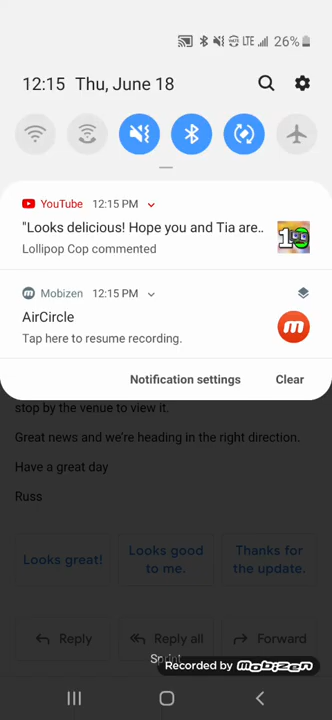 LTE 26%
12:15 Thu, June 18
YouTube 12:15 PM
"Looks delicious! Hope you and Tia are..
Lollipop Cop commented
19
Mobizen 12:15 PM
AirCircle
Tap here to resume recording.
m
Notification settings Clear
stop by the venue to view it.
Great news and we're heading in the right direction.
Have a great day
Russ
Looks great!
Looks good
to me.
Thanks for
the update.
Reply Reply all Forward
Sprint
Recorded by mobizen